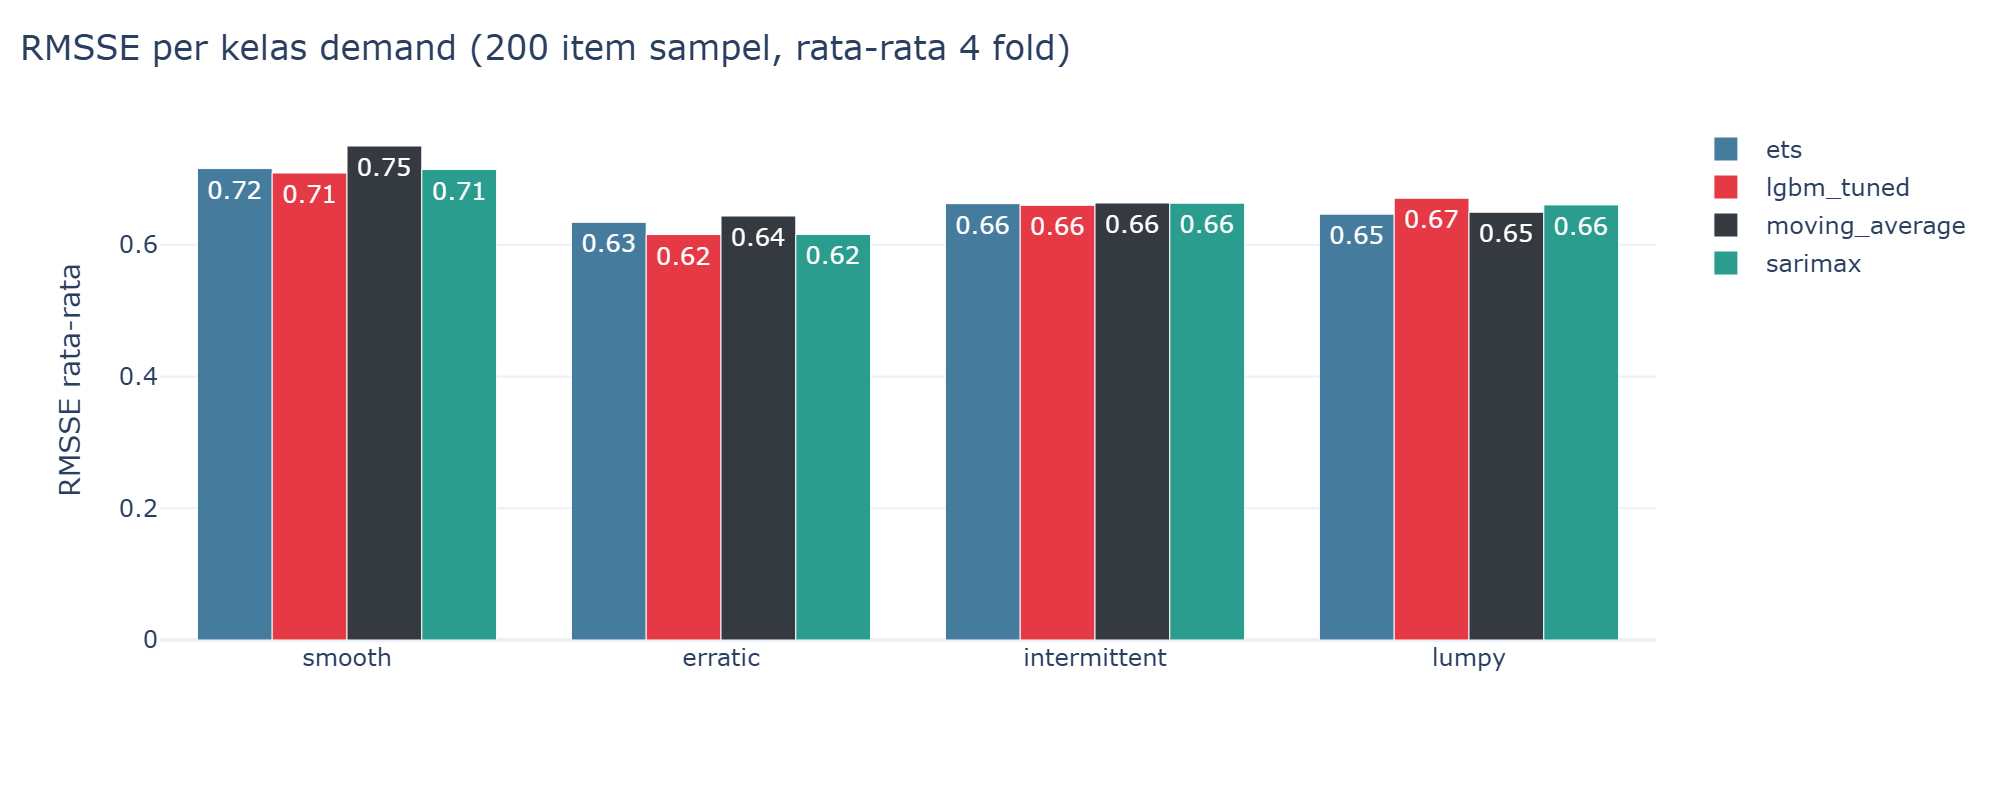 RMSSE per kelas demand (200 item sampel, rata-rata 4 fold)
ets
lgbm_tuned
moving_average
sarimax
RMSSE rata-rata
0.6
0.4
0.2
0
0.72 0.71 0.75 0.71
0.63 0.62 0.64 0.62
0.66 0.66 0.66 0.66
0.65 0.67 0.65 0.66
smooth erratic intermittent lumpy